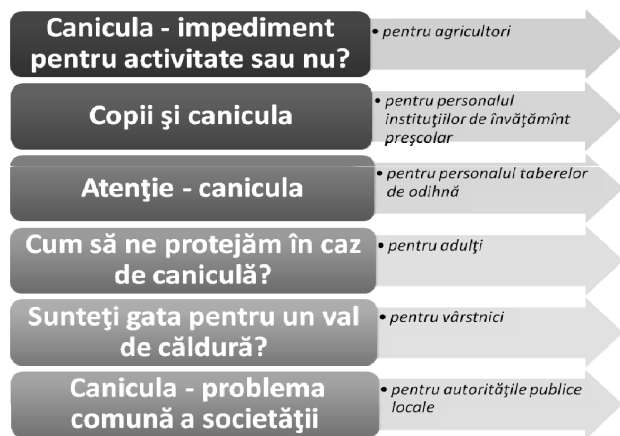 Canicula - impediment
pentru activitate sau nu?
• pentru agricultori
Copii şi canicula
• pentru personalul
instituţiilor de învăţămînt
preşcolar
Atenţie - canicula
• pentru personalul taberelor
de odihnă
Cum să ne protejăm în caz
de caniculă?
• pentru adulţi
Sunteţi gata pentru un val
de căldură?
• pentru vârstnici
Canicula - problema
comună a societăţii
• pentru autorităţile publice
locale